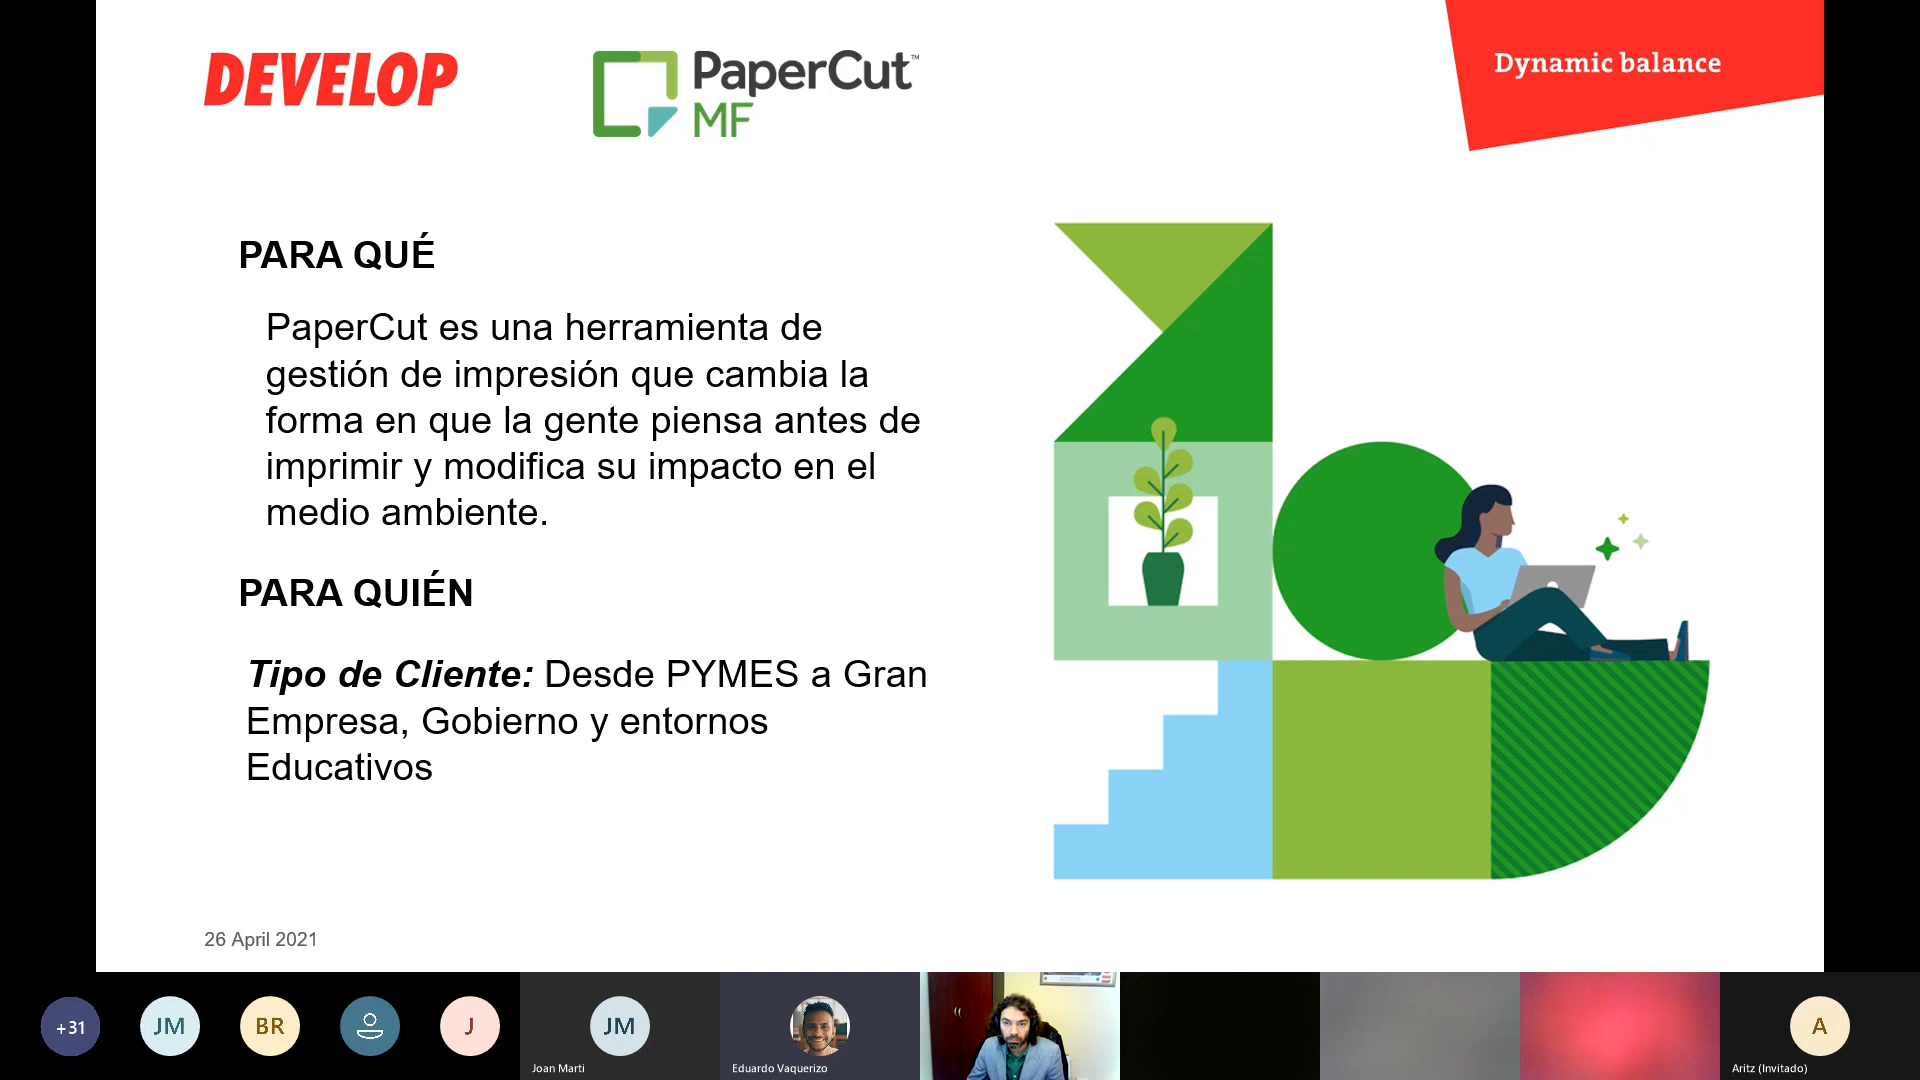 DEVELOP
PaperCut™
MF
Dynamic balance
PARA QUÉ
PaperCut es una herramienta de
gestión de impresión que cambia la
forma en que la gente piensa antes de
imprimir y modifica su impacto en el
medio ambiente.
PARA QUIÉN
Tipo de Cliente: Desde PYMES a Gran
Empresa, Gobierno y entornos
Educativos
26 April 2021
+31
JM
BR
J
JM
Joan Marti
Eduardo Vaquerizo
A
Aritz (Invitado)